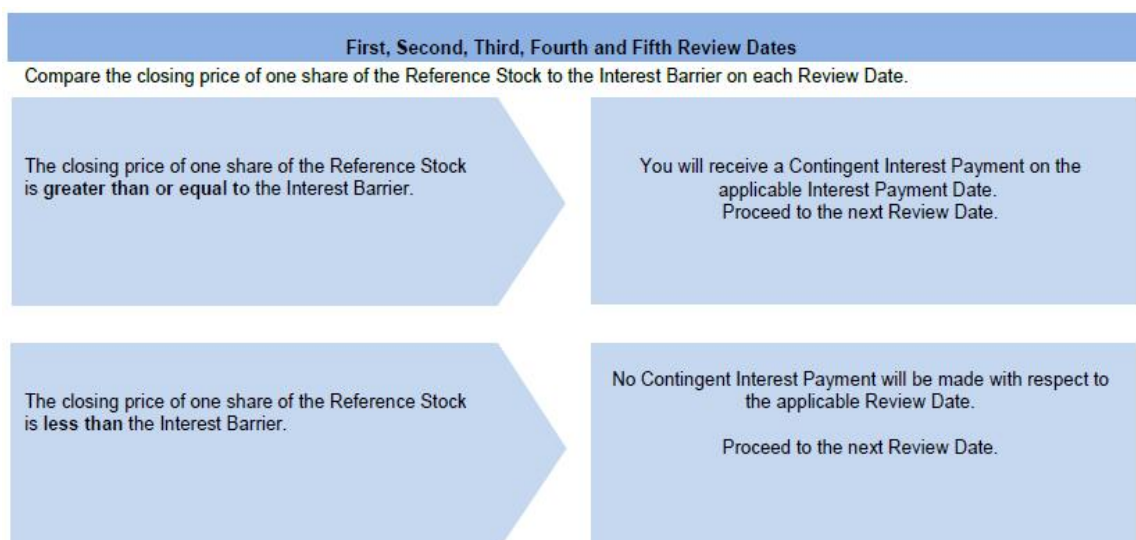 First, Second, Third, Fourth and Fifth Review Dates
Compare the closing price of one share of the Reference Stock to the Interest Barrier on each Review Date.
The closing price of one share of the Reference Stock
is greater than or equal to the Interest Barrier.
You will receive a Contingent Interest Payment on the
applicable Interest Payment Date.
Proceed to the next Review Date.
The closing price of one share of the Reference Stock
is less than the Interest Barrier.
No Contingent Interest Payment will be made with respect to
the applicable Review Date.
Proceed to the next Review Date.